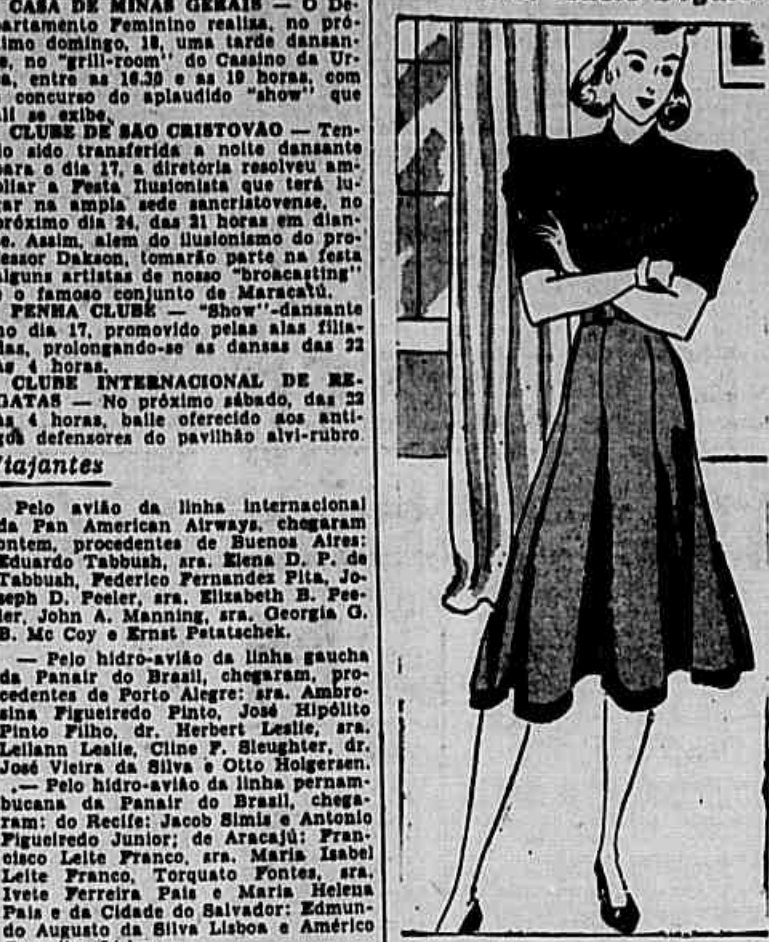 CASA DE MINAS GERAIS — O De-
partamento Feminino realisa, no pró-
ximo domingo, 18, uma tarde dansan-
te, no "grill-room" do Cassino da Ur-
ca, entre as 16.30 e as 19 horas, com
o concurso do aplaudido "show" que
ali se exibe.
CLUBE DE SÃO CRISTOVÃO — Ten-
do sido transferida a noite dansante
para o dia 17, a diretoria resolveu am-
pliar a Festa Ilusionista que terá lu-
gar na ampla sede sancristovense, no
próximo dia 24, das 21 horas em dian-
te. Assim, alem do ilusionismo do pro-
fessor Dakson, tomarão parte na festa
alguns artistas de nosso "broacasting"
e o famoso conjunto de Maracatú.
PENHA CLUBE — "Show"-dansante
no dia 17, promovido pelas alas filia-
das, prolongando-se as dansas das 22
às 4 horas.
CLUBE INTERNACIONAL DE RE-
GATAS — No próximo sábado, das 22
às 4 horas, baile oferecido aos anti-
gos defensores do pavilhão alvi-rubro
Viajantes
Pelo avião da linha internacional
da Pan American Airways, chegaram
ontem, procedentes de Buenos Aires:
Eduardo Tabbush, sra. Elena D. P. de
Tabbush, Federico Fernandez Pita, Jo-
seph D. Peeler, sra. Elizabeth B. Pee-
ler, John A. Manning, sra. Georgia G.
B. Mc Coy e Ernst Patatschek.
— Pelo hidro-avião da linha gaucha
da Panair do Brasil, chegaram, pro-
cedentes de Porto Alegre: sra. Ambro-
sina Figueiredo Pinto, José Hipólito
Pinto Filho, dr. Herbert Leslie, sra.
Leilann Leslie, Cline F. Sleughter, dr.
José Vieira da Silva e Otto Holgersen.
.— Pelo hidro-avião da linha pernam-
bucana da Panair do Brasil, chega-
ram: do Recife: Jacob Simis e Antonio
Figueiredo Junior; de Aracajú: Fran-
cisco Leite Franco, sra. Maria Isabel
Leite Franco, Torquato Fontes, sra.
Ivete Ferreira Pais e Maria Helena
Pais e da Cidade do Salvador: Edmun-
do Augusto da Silva Lisboa e Américo